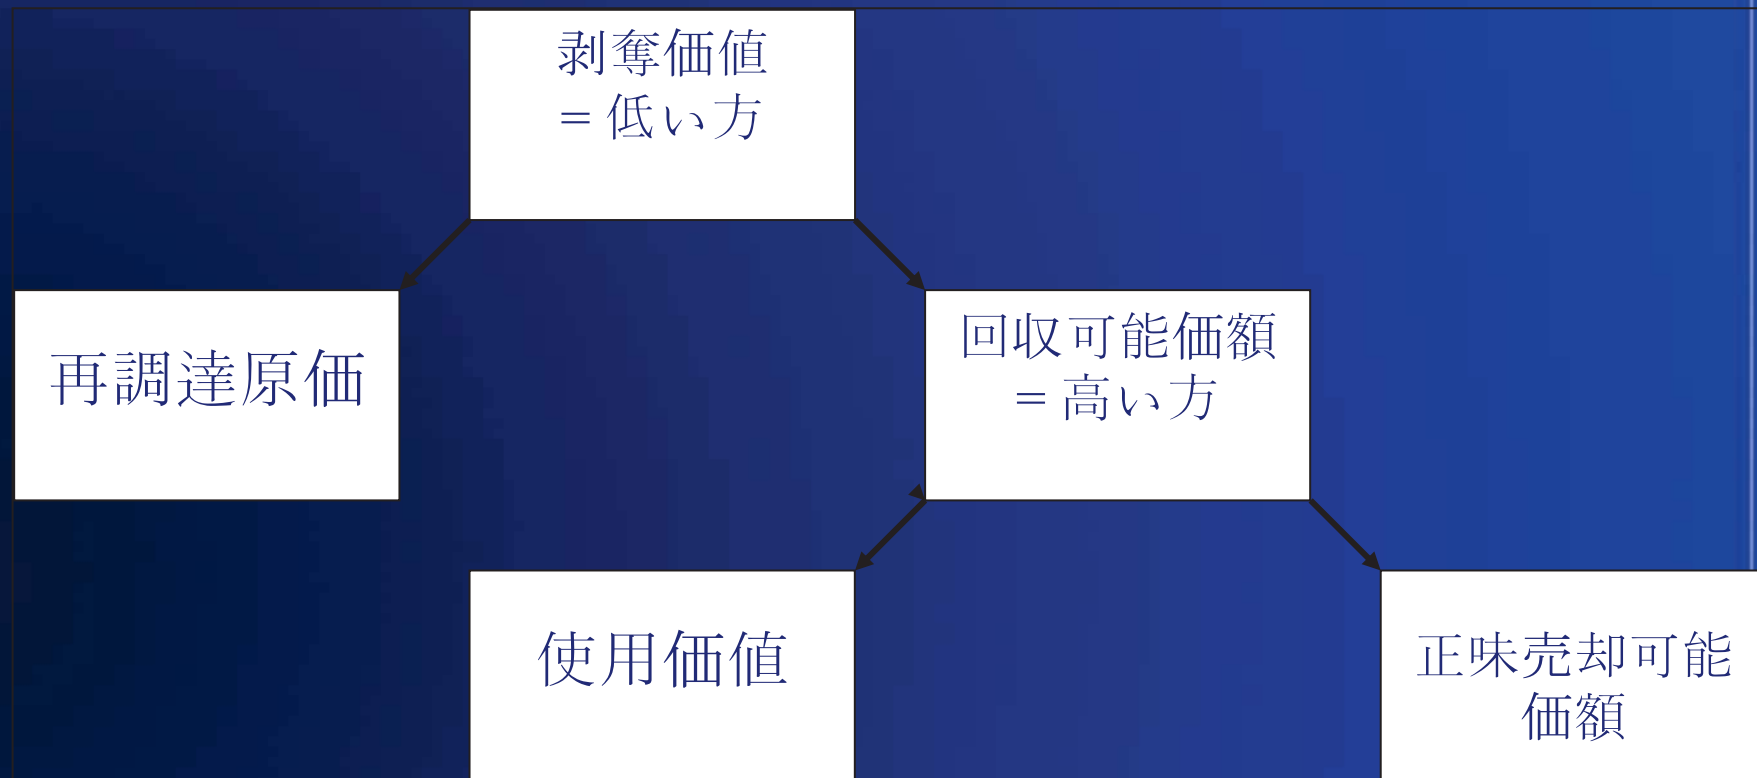 剥奪価値
= 低い方
再調達原価
回収可能価額
= 高い方
使用価値
正味売却可能
価額